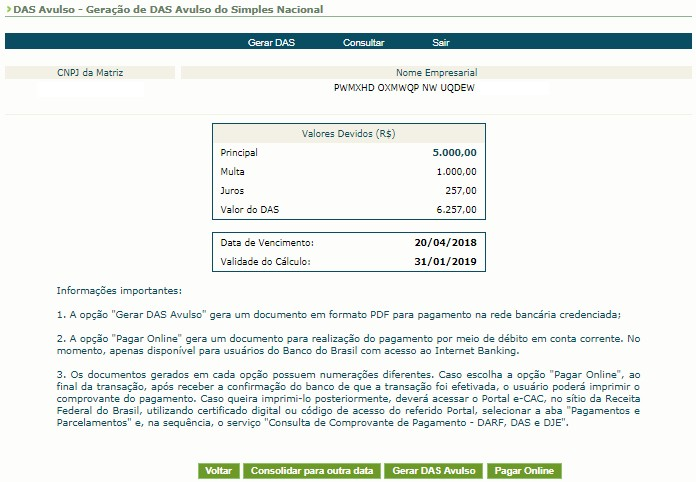 DAS Avulso - Geração de DAS Avulso do Simples Nacional
Gerar DAS Consultar Sair
CNPJ da Matriz Nome Empresarial
PWMXHD OXMWQP NW UQDEW
Valores Devidos (R$)
Principal 5.000,00
Multa 1.000,00
Juros 257,00
Valor do DAS 6.257,00
Data de Vencimento: 20/04/2018
Validade do Cálculo: 31/01/2019
Informações importantes:
1. A opção "Gerar DAS Avulso" gera um documento em formato PDF para pagamento na rede bancária credenciada;
2. A opção "Pagar Online" gera um documento para realização do pagamento por meio de débito em conta corrente. No
momento, apenas disponível para usuários do Banco do Brasil com acesso ao Internet Banking.
3. Os documentos gerados em cada opção possuem numerações diferentes. Caso escolha a opção "Pagar Online", ao
final da transação, após receber a confirmação do banco de que a transação foi efetivada, o usuário poderá imprimir o
comprovante do pagamento. Caso queira imprimi-lo posteriormente, deverá acessar o Portal e-CAC, no sítio da Receita
Federal do Brasil, utilizando certificado digital ou código de acesso do referido Portal, selecionar a aba "Pagamentos e
Parcelamentos" e, na sequência, o serviço "Consulta de Comprovante de Pagamento - DARF, DAS e DJE".
Voltar Consolidar para outra data Gerar DAS Avulso Pagar Online